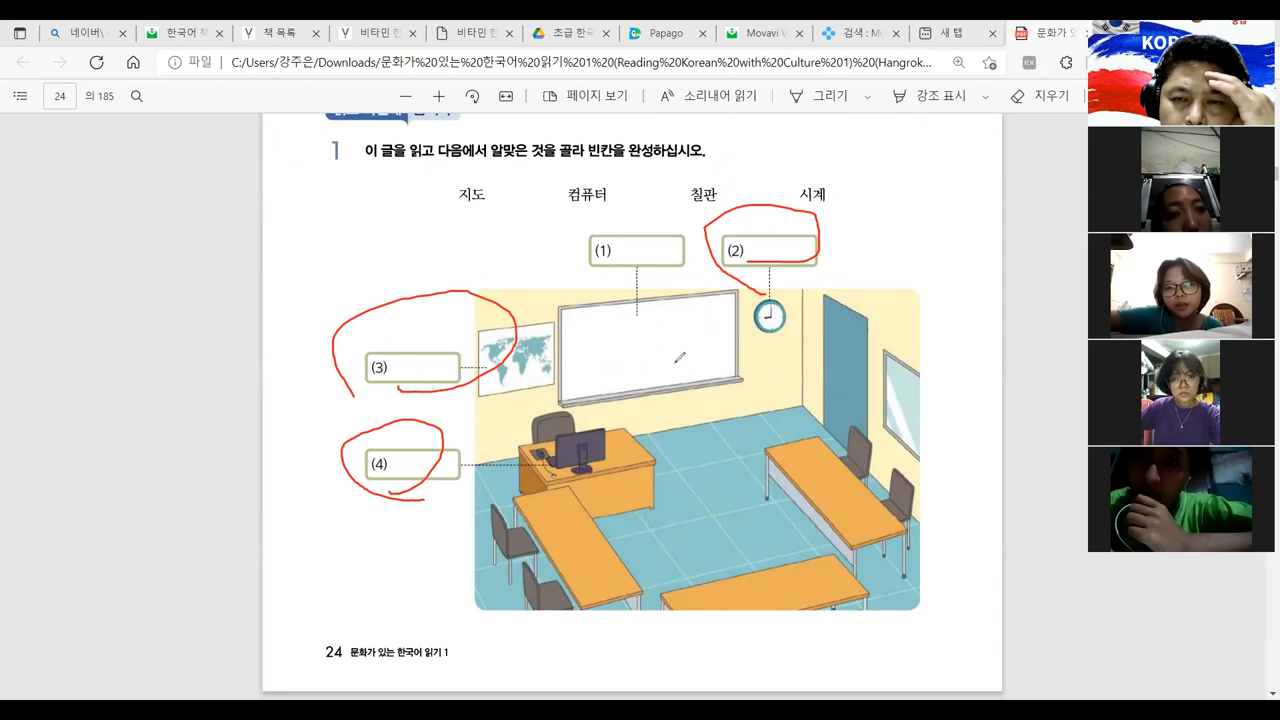 네이버\
한국어 책
책 목록
비타민 한
비타민 한
초급 한국
Papago
Movavi V
검색 : Mo
새 탭
문화가 있
파일
C:/Users/강주은/Downloads/문화가%20있는%20한국어%20읽기%201%20(Reading%20Korean%20with%20Culture%201)%20(Hangrok...
24
의 185
페이지 보기
소리내어 읽기
그리기
강조 표시
지우기
KOR
1
이 글을 읽고 다음에서 알맞은 것을 골라 빈칸을 완성하십시오.
지도
컴퓨터
칠판
시계
(1)
(2)
(3)
(4)
24 문화가 있는 한국어 읽기 1